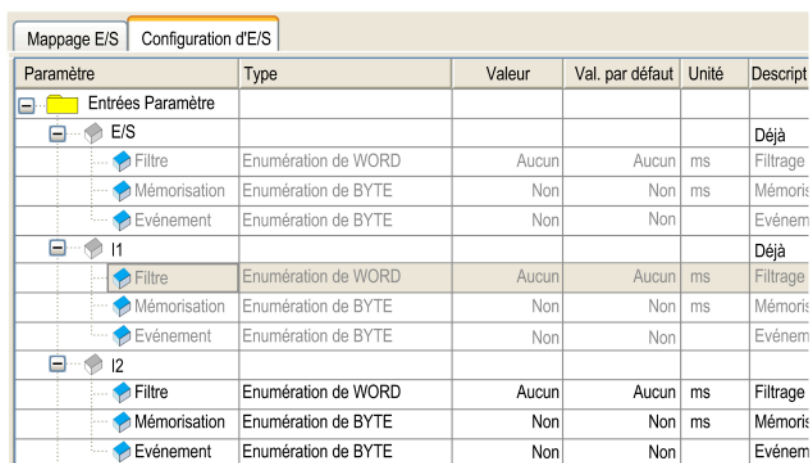 Mappage E/S Configuration d'E/S
Paramètre Type Valeur Val. par défaut Unité Descript
Entrées Paramètre
E/S Déjà
Filtre Enumération de WORD Aucun Aucun ms Filtrage
Mémorisation Enumération de BYTE Non Non ms Mémoris
Evénement Enumération de BYTE Non Non Evénem
I1 Déjà
Filtre Enumération de WORD Aucun Aucun ms Filtrage
Mémorisation Enumération de BYTE Non Non ms Mémoris
Evénement Enumération de BYTE Non Non Evénem
I2
Filtre Enumération de WORD Aucun Aucun ms Filtrage
Mémorisation Enumération de BYTE Non Non ms Mémoris
Evénement Enumération de BYTE Non Non Evénem